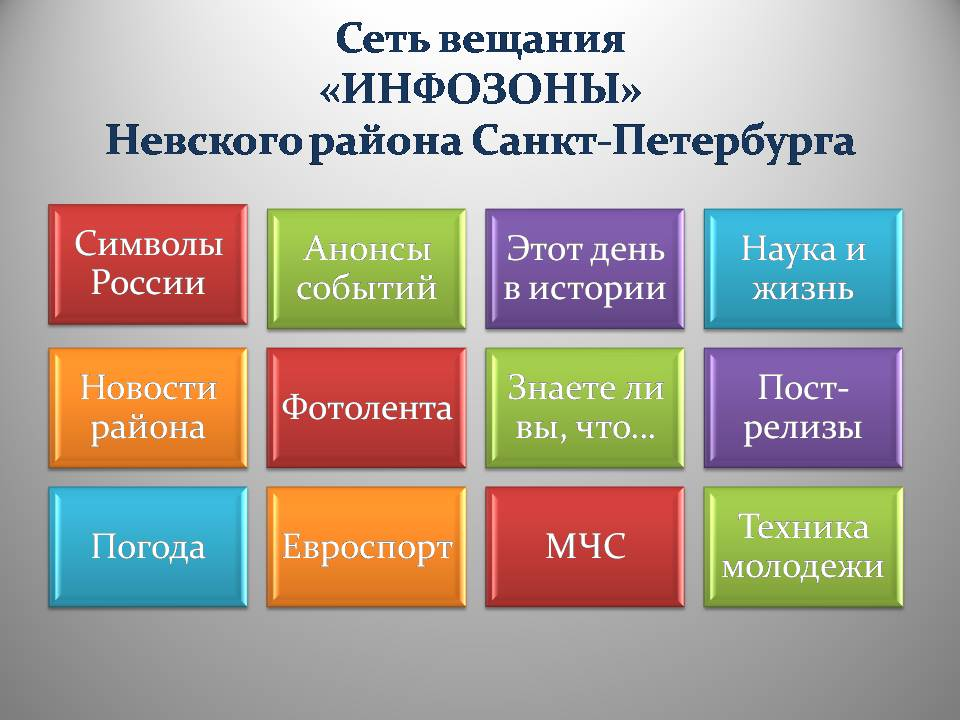 Сеть вещания
«ИНФОЗОНЫ»
Невского района Санкт-Петербурга
Символы
России
Анонсы
событий
Этот день
в истории
Наука и
жизнь
Новости
района
Фотолента
Знаете ли
вы, что...
Пост-
релизы
Погода
Евроспорт
МЧС
Техника
молодежи